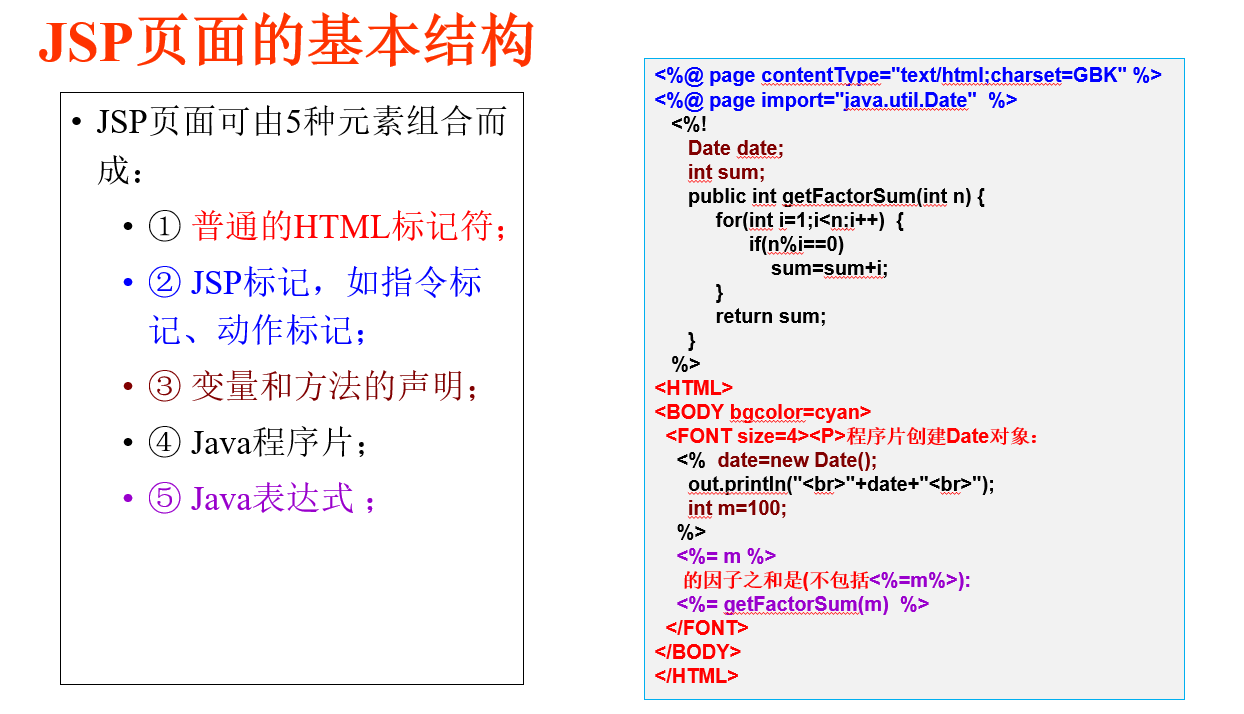 JSP页面的基本结构
• JSP页面可由5种元素组合而
成：
• ① 普通的HTML标记符；
• ② JSP标记，如指令标
记、动作标记；
• ③ 变量和方法的声明；
• ④ Java程序片；
• ⑤ Java表达式 ；
<%@ page contentType="text/html;charset=GBK" %>
<%@ page import="java.util.Date"  %>
<%!
Date date;
int sum;
public int getFactorSum(int n) {
for(int i=1;i<n;i++)  {
if(n%i==0)
sum=sum+i;
}
return sum;
}
%>
<HTML>
<BODY bgcolor=cyan>
<FONT size=4><P>程序片创建Date对象：
<%  date=new Date();
out.println("<br>"+date+"<br>");
int m=100;
%>
<%= m %>
的因子之和是(不包括<%=m%>):
<%= getFactorSum(m)  %>
</FONT>
</BODY>
</HTML>